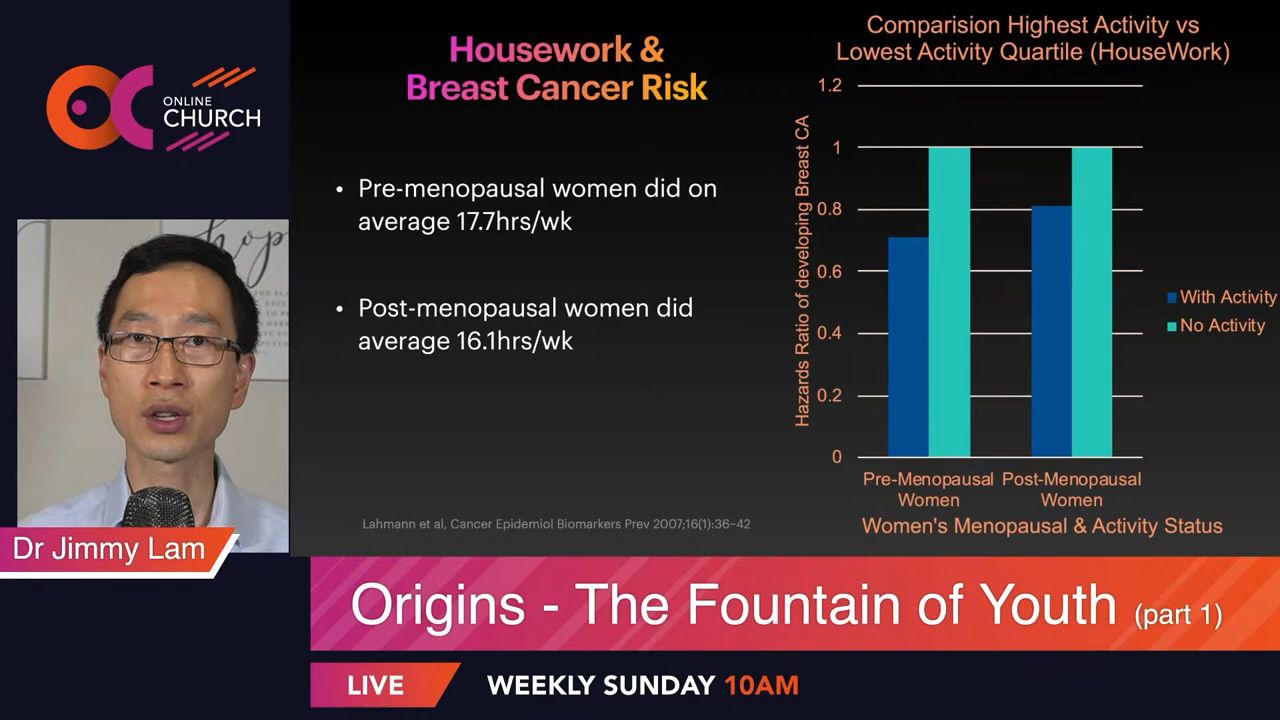 ONLINE
CHURCH
hope
Dr Jimmy Lam
Housework &
Breast Cancer Risk
• Pre-menopausal women did on
average 17.7hrs/wk
• Post-menopausal women did
average 16.1hrs/wk
Lahmann et al, Cancer Epidemiol Biomarkers Prev 2007;16(1):36–42
Comparision Highest Activity vs
Lowest Activity Quartile (HouseWork)
Hazards Ratio of developing Breast CA
1.2
1
0.8
0.6
0.4
0.2
0
With Activity
No Activity
Pre-Menopausal
Women
Post-Menopausal
Women
Women's Menopausal & Activity Status
Origins - The Fountain of Youth (part 1)
LIVE
WEEKLY SUNDAY 10AM